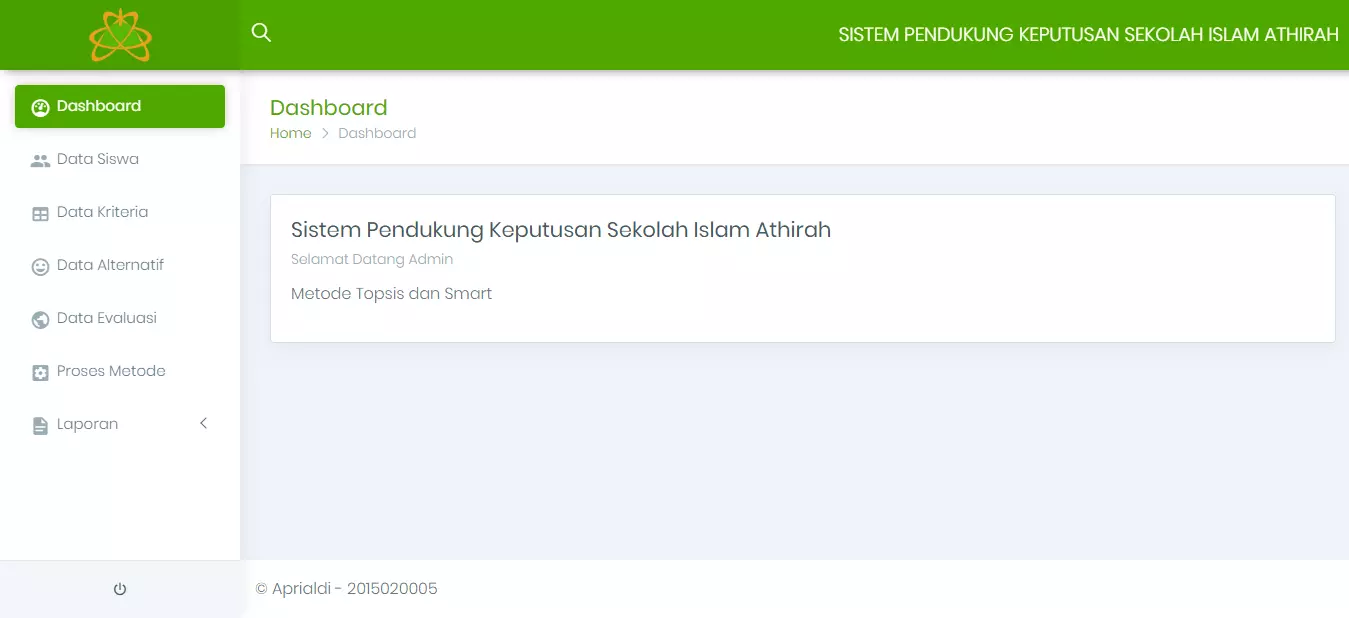 SISTEM PENDUKUNG KEPUTUSAN SEKOLAH ISLAM ATHIRAH
Dashboard
Data Siswa
Data Kriteria
Data Alternatif
Data Evaluasi
Proses Metode
Laporan
Dashboard
Home > Dashboard
Sistem Pendukung Keputusan Sekolah Islam Athirah
Selamat Datang Admin
Metode Topsis dan Smart
© Aprialdi - 2015020005